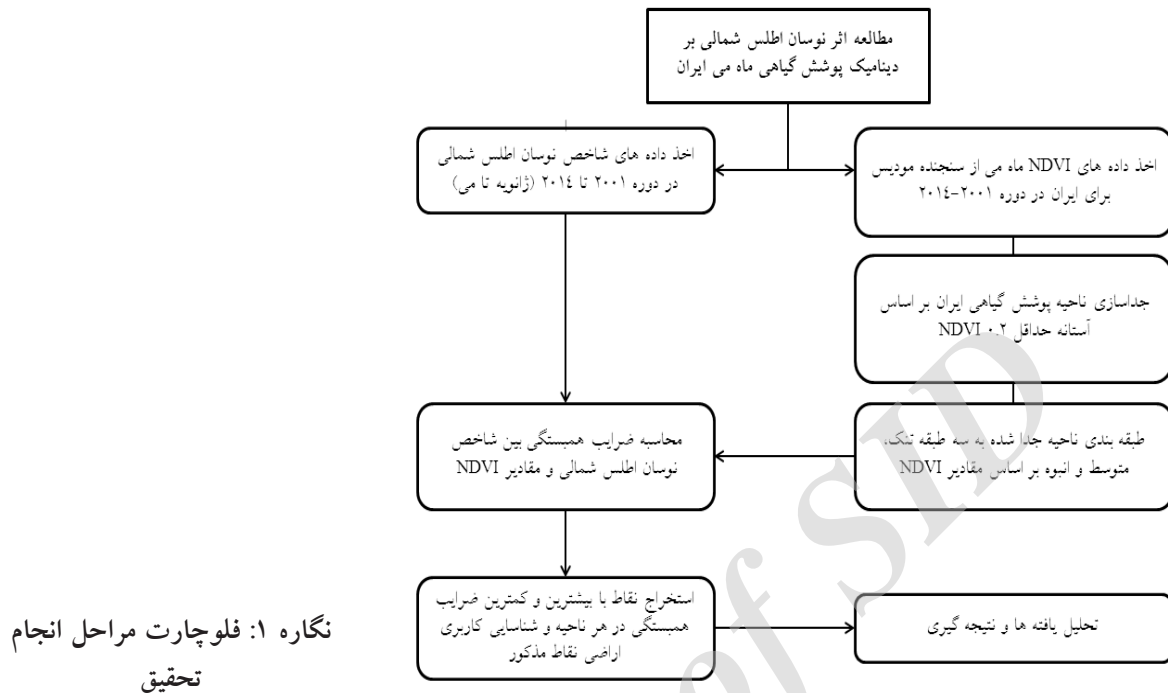 مطالعه اثر نوسان اطلس شمالی بر
دینامیک پوشش گیاهی ماه می ایران
اخذ داده های NDVI ماه می از سنجنده مودیس
برای ایران در دوره ۲۰۰۱-۲۰۱٤
اخذ داده های شاخص نوسان اطلس شمالی
در دوره ۲۰۰۱ تا ۲۰۱٤ (ژانویه تا می)
جداسازی ناحیه پوشش گیاهی ایران بر اساس
آستانه حداقل ۰.۲ NDVI
طبقه بندی ناحیه جدا شده به سه طبقه تنک،
متوسط و انبوه بر اساس مقادیر NDVI
محاسبه ضرایب همبستگی بین شاخص
نوسان اطلس شمالی و مقادیر NDVI
استخراج نقاط با بیشترین و کمترین ضرایب
همبستگی در هر ناحیه و شناسایی کاربری
اراضی نقاط مذکور
تحلیل یافته ها و نتیجه گیری
نگاره ۱: فلوچارت مراحل انجام
تحقیق
of SID